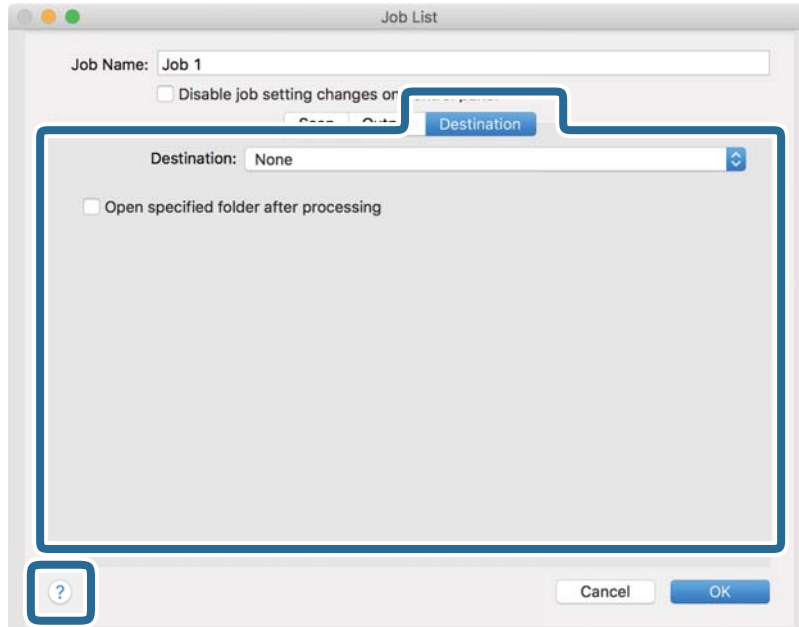 Job List
Job Name: Job 1
Disable job setting changes on
Destination
Destination: None
Open specified folder after processing
? Cancel OK